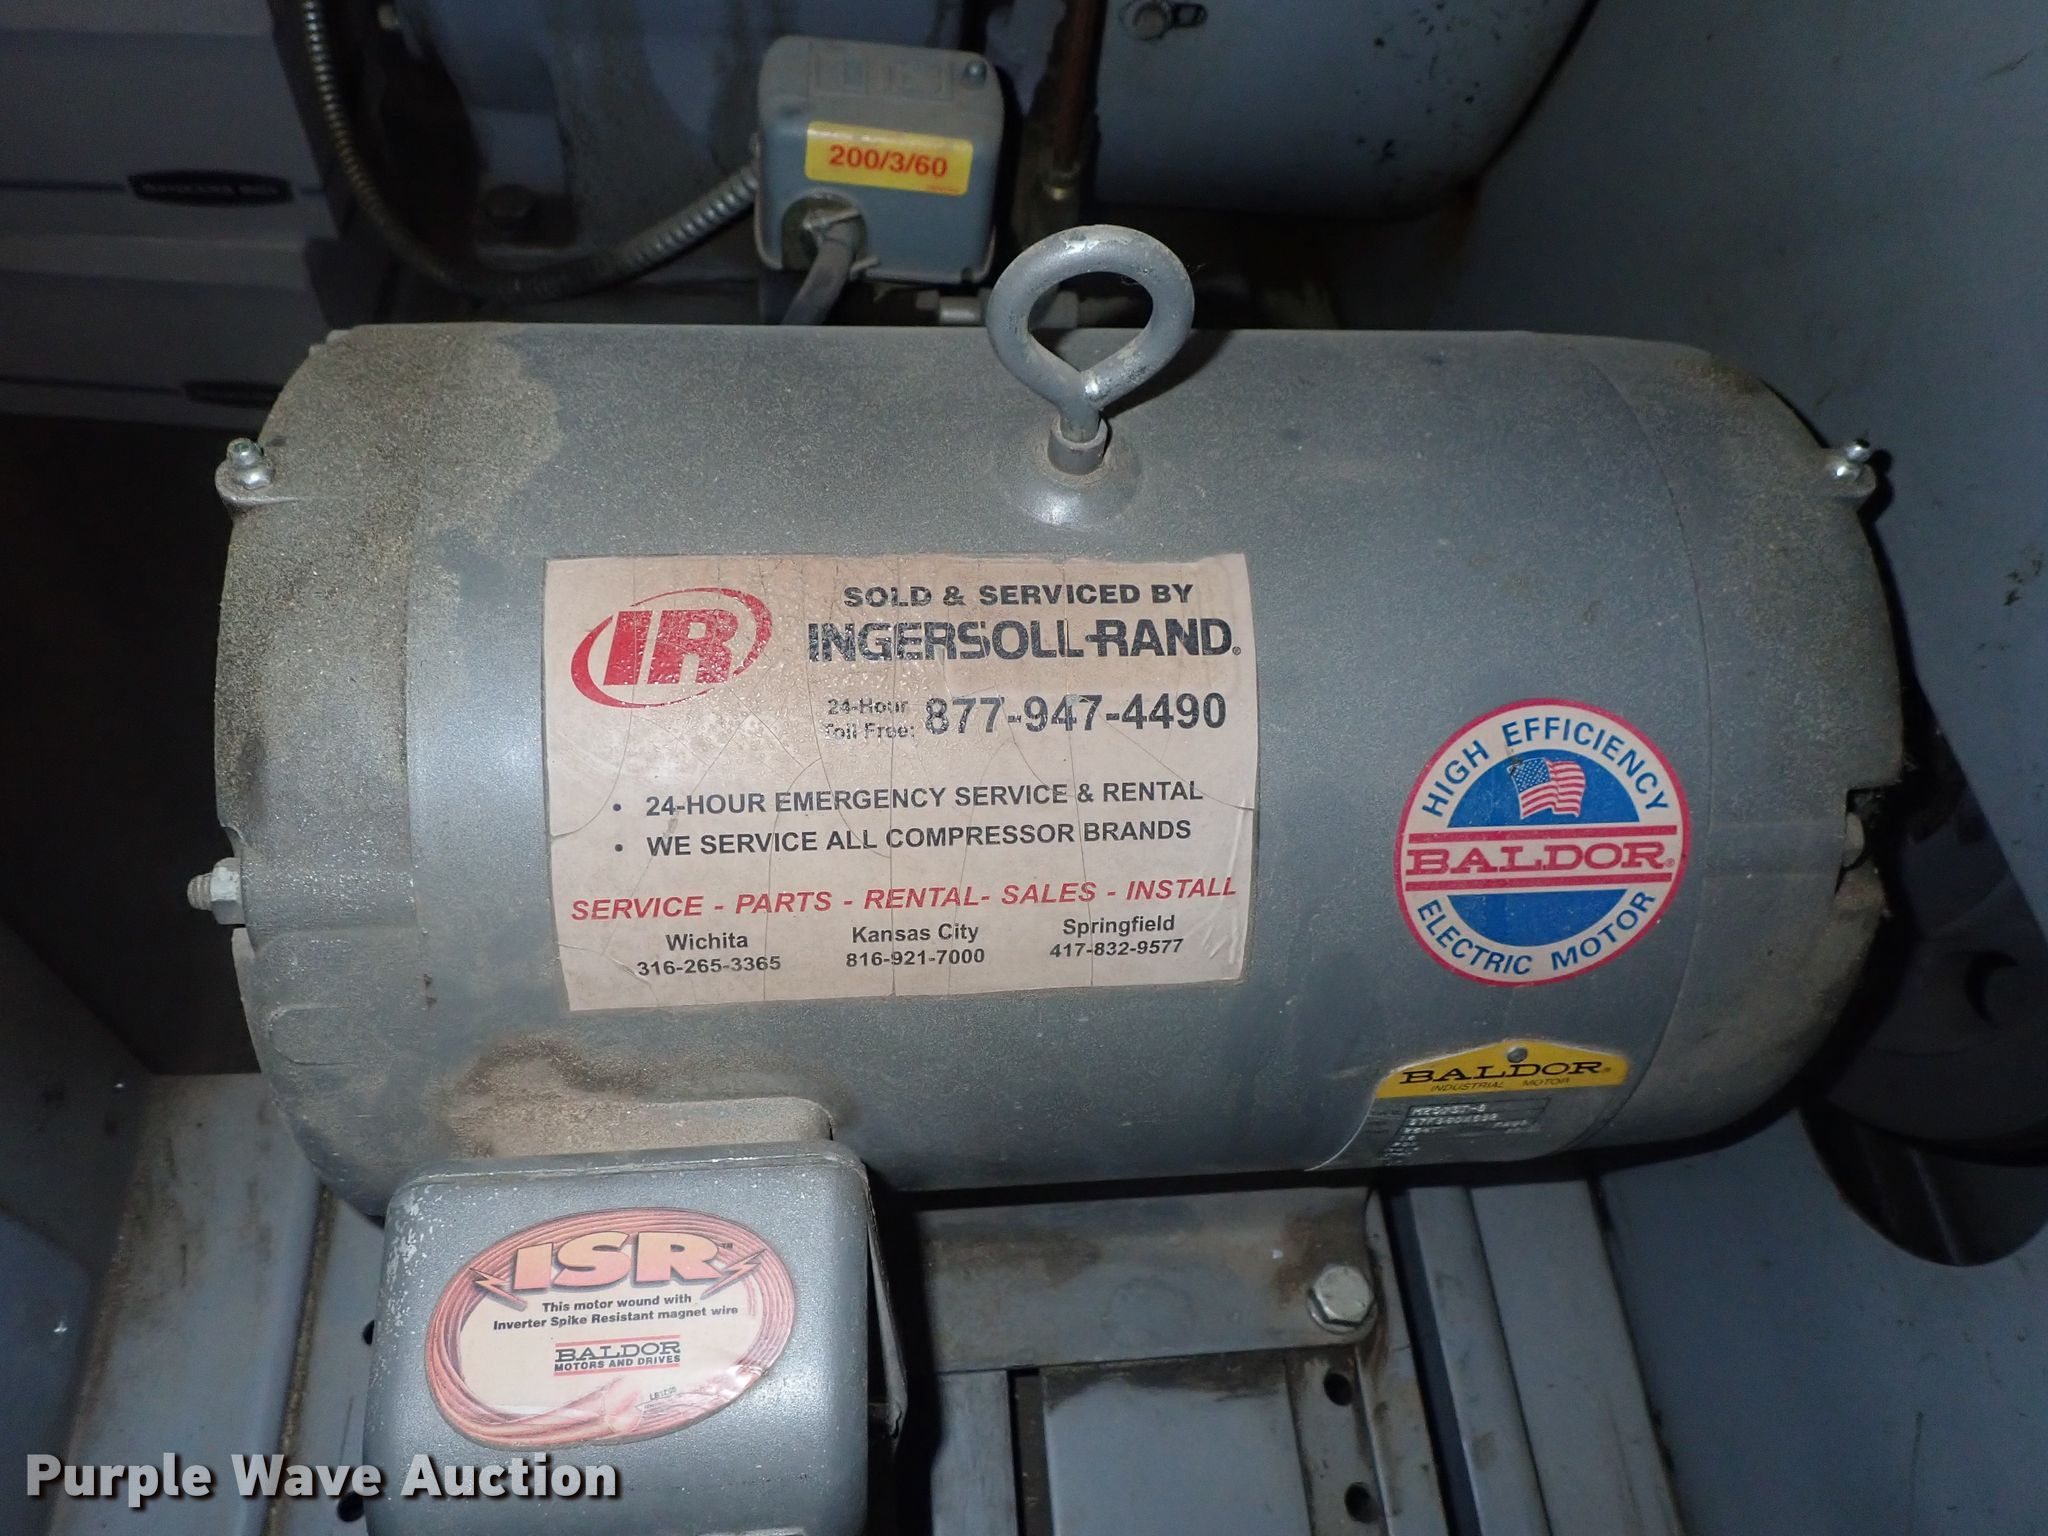 200/3/60
IR
SOLD & SERVICED BY
INGERSOLL-RAND®
24-Hour
Toll Free: 877-947-4490
• 24-HOUR EMERGENCY SERVICE & RENTAL
• WE SERVICE ALL COMPRESSOR BRANDS
SERVICE - PARTS - RENTAL- SALES - INSTALL
Wichita Kansas City Springfield
316-265-3365 816-921-7000 417-832-9577
HIGH EFFICIENCY
BALDOR®
ELECTRIC MOTOR
BALDOR®
INDUSTRIAL MOTOR
ISR™
This motor wound with
Inverter Spike Resistant magnet wire
BALDOR
MOTORS AND DRIVES
Purple Wave Auction